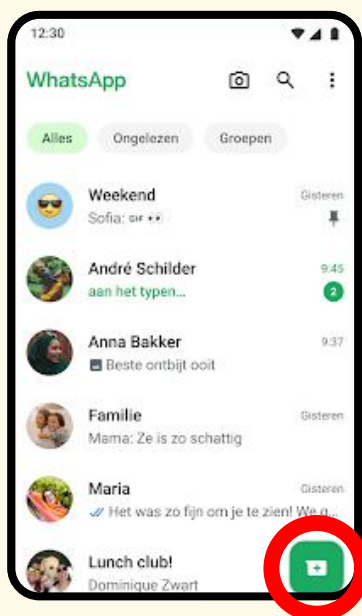 12:30
WhatsApp
Alles Ongelezen Groepen
Weekend Gisteren
Sofia: GIF 👀
André Schilder 9:45
aan het typen... 2
Anna Bakker 9:37
Beste ontbijt ooit
Familie Gisteren
Mama: Ze is zo schattig
Maria Gisteren
Het was zo fijn om je te zien! We g...
Lunch club!
Dominique Zwart